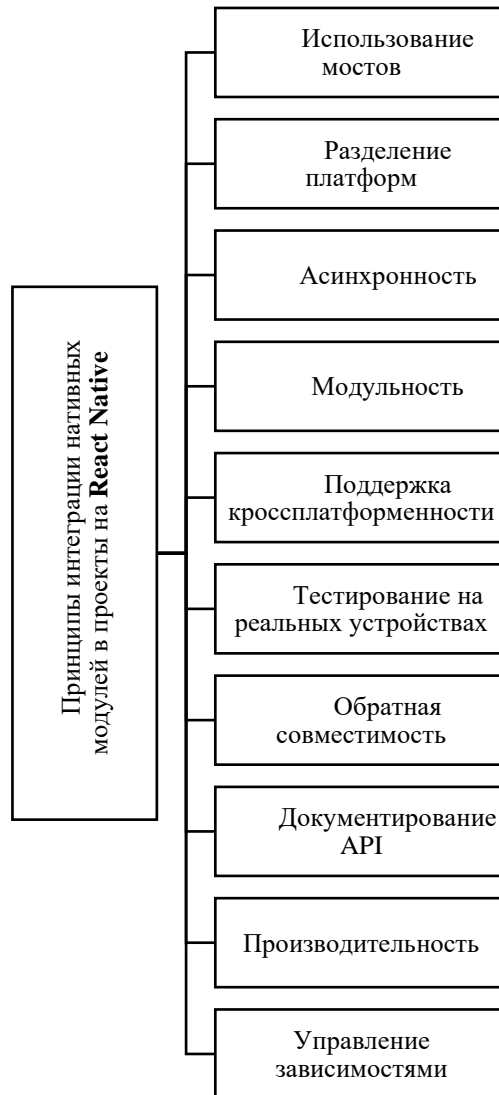 Принципы интеграции нативных
модулей в проекты на React Native
Использование
мостов
Разделение
платформ
Асинхронность
Модульность
Поддержка
кроссплатформенности
Тестирование на
реальных устройствах
Обратная
совместимость
Документирование
API
Производительность
Управление
зависимостями